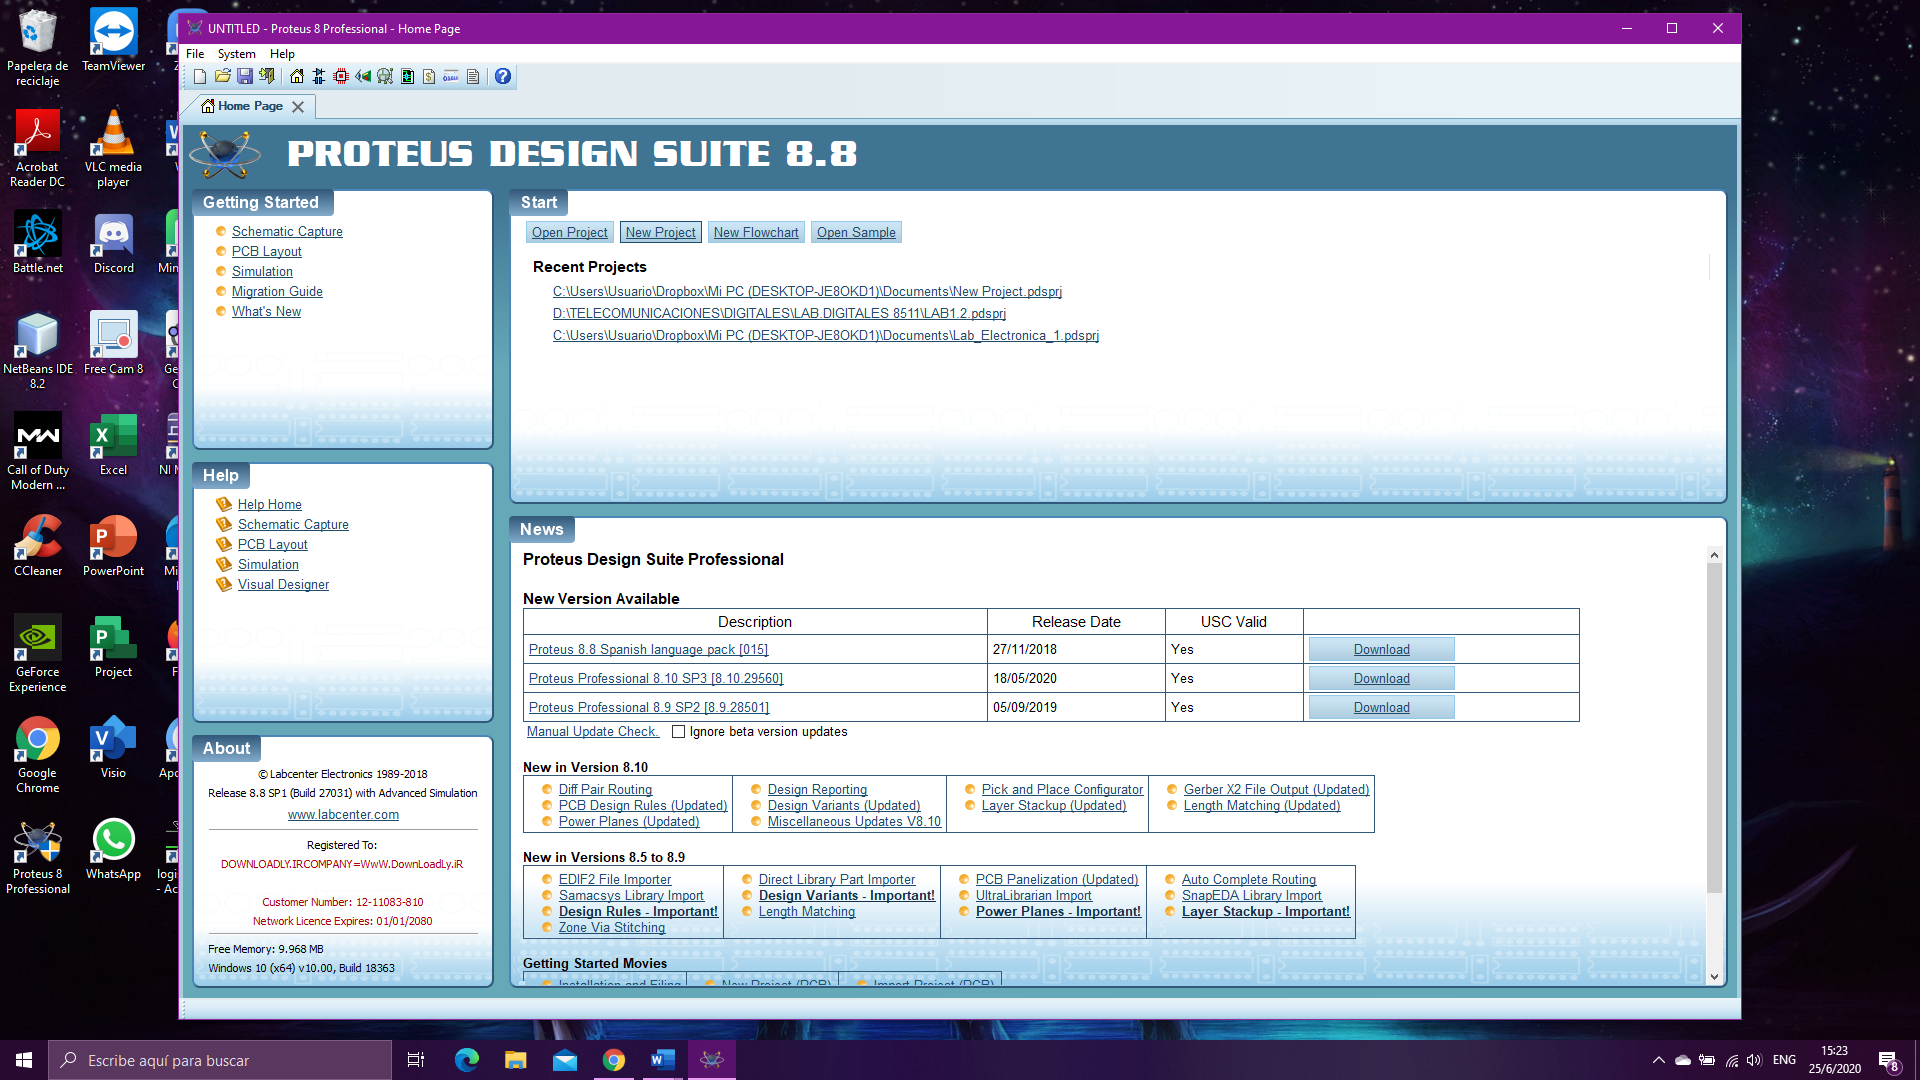 UNTITLED - Proteus 8 Professional - Home Page
File System Help
Home Page
PROTEUS DESIGN SUITE 8.8
Getting Started
Schematic Capture
PCB Layout
Simulation
Migration Guide
What's New
Start
Open Project New Project New Flowchart Open Sample
Recent Projects
C:\Users\Usuario\Dropbox\Mi PC (DESKTOP-JE8OKD1)\Documents\New Project.pdsprj
D:\TELECOMUNICACIONES\DIGITALES\LAB.DIGITALES 8511\LAB1.2.pdsprj
C:\Users\Usuario\Dropbox\Mi PC (DESKTOP-JE8OKD1)\Documents\Lab_Electronica_1.pdsprj
Help
Help Home
Schematic Capture
PCB Layout
Simulation
Visual Designer
News
Proteus Design Suite Professional
New Version Available
Description Release Date USC Valid
Proteus 8.8 Spanish language pack [015] 27/11/2018 Yes Download
Proteus Professional 8.10 SP3 [8.10.29560] 18/05/2020 Yes Download
Proteus Professional 8.9 SP2 [8.9.28501] 05/09/2019 Yes Download
Manual Update Check. Ignore beta version updates
New in Version 8.10
Diff Pair Routing Design Reporting Pick and Place Configurator Gerber X2 File Output (Updated)
PCB Design Rules (Updated) Design Variants (Updated) Layer Stackup (Updated) Length Matching (Updated)
Power Planes (Updated) Miscellaneous Updates V8.10
New in Versions 8.5 to 8.9
EDIF2 File Importer Direct Library Part Importer PCB Panelization (Updated) Auto Complete Routing
Samacsys Library Import Design Variants - Important! UltraLibrarian Import SnapEDA Library Import
Design Rules - Important! Length Matching Power Planes - Important! Layer Stackup - Important!
Zone Via Stitching
Getting Started Movies
Installation and Filing New Project (PCB) Import Project (PCB)
About
© Labcenter Electronics 1989-2018
Release 8.8 SP1 (Build 27031) with Advanced Simulation
www.labcenter.com
Registered To:
DOWNLOADLY.IRCOMPANY=WwW.DownLoadLy.iR
Customer Number: 12-11083-810
Network Licence Expires: 01/01/2080
Free Memory: 9.968 MB
Windows 10 (x64) v10.00, Build 18363
Papelera de
reciclaje
TeamViewer
Acrobat
Reader DC
VLC media
player
Battle.net
Discord
Min
NetBeans IDE
8.2
Free Cam 8
Ge
C
MW
Call of Duty
Modern ...
Excel
NI M
CCleaner
PowerPoint
Mi
GeForce
Experience
Project
F
Google
Chrome
Visio
Apo
Proteus 8
Professional
WhatsApp
logi
- Ac
Escribe aquí para buscar
ENG
15:23
25/6/2020
8